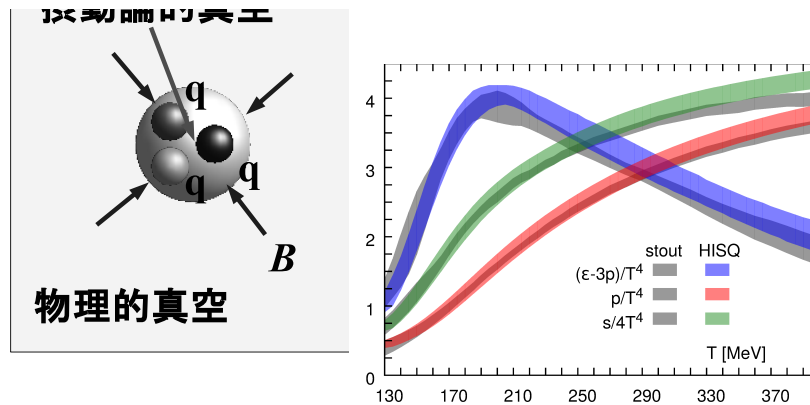 摂動論的真空
q
q
q
B
物理的真空
4
3
2
1
0
stout HISQ
(ε-3p)/T⁴
p/T⁴
s/4T⁴
T [MeV]
130 170 210 250 290 330 370